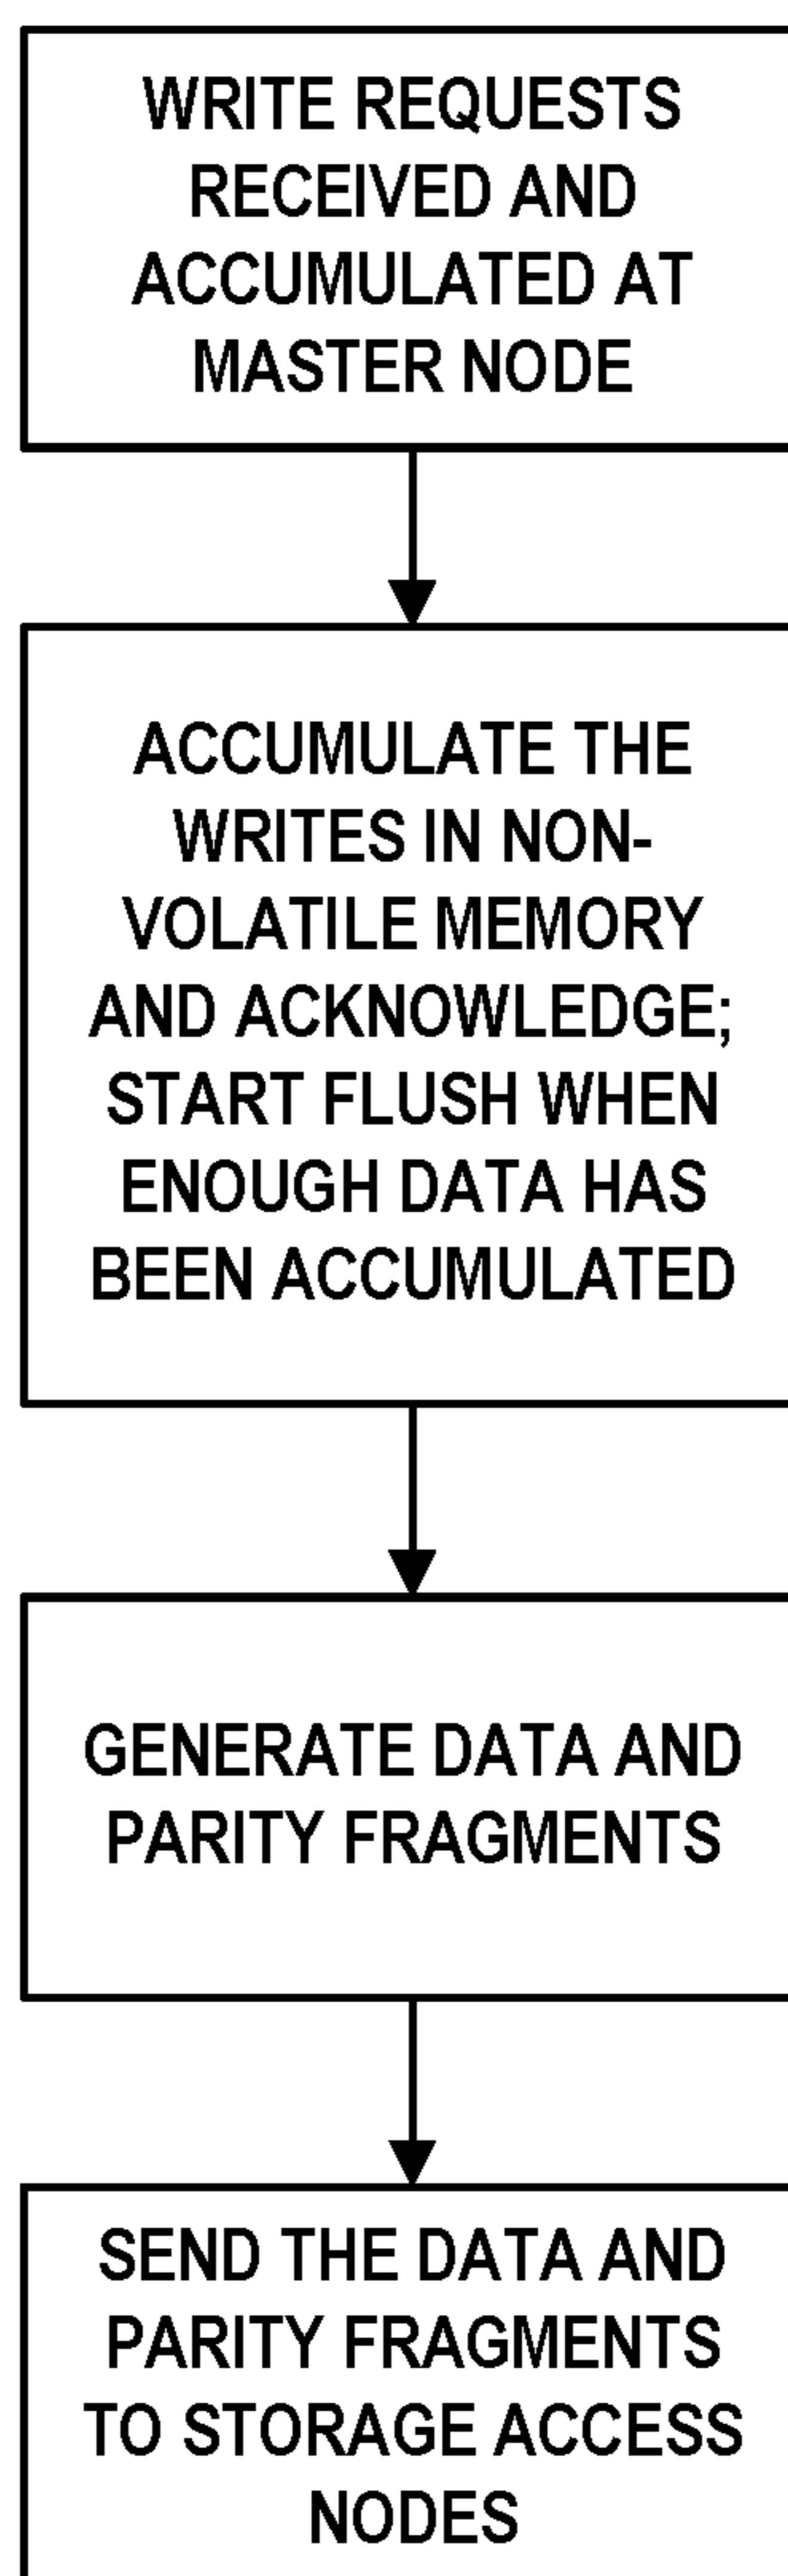 WRITE REQUESTS
RECEIVED AND
ACCUMULATED AT
MASTER NODE
ACCUMULATE THE
WRITES IN NON-
VOLATILE MEMORY
AND ACKNOWLEDGE;
START FLUSH WHEN
ENOUGH DATA HAS
BEEN ACCUMULATED
GENERATE DATA AND
PARITY FRAGMENTS
SEND THE DATA AND
PARITY FRAGMENTS
TO STORAGE ACCESS
NODES